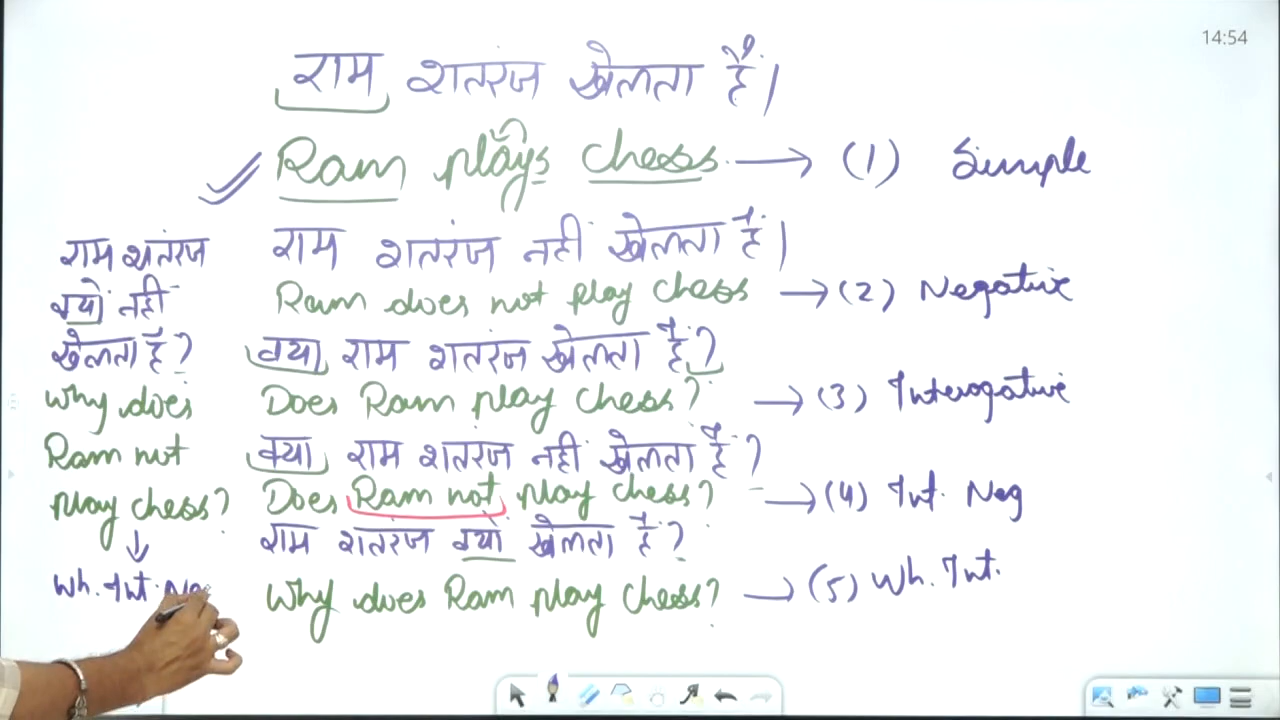 14:54
राम शतरंज खेलता है।
Ram plays chess → (1) Simple
राम शतरंज नहीं खेलता है।
Ram does not play chess → (2) Negative
क्या राम शतरंज खेलता है?
Does Ram play chess? → (3) Interogative
क्या राम शतरंज नहीं खेलता है?
Does Ram not play chess? → (4) Int. Neg
राम शतरंज क्यों खेलता है?
Why does Ram play chess? → (5) Wh. Int.
राम शतरंज
क्यों नहीं
खेलता है?
Why does
Ram not
play chess?
↓
Wh. Int. Neg